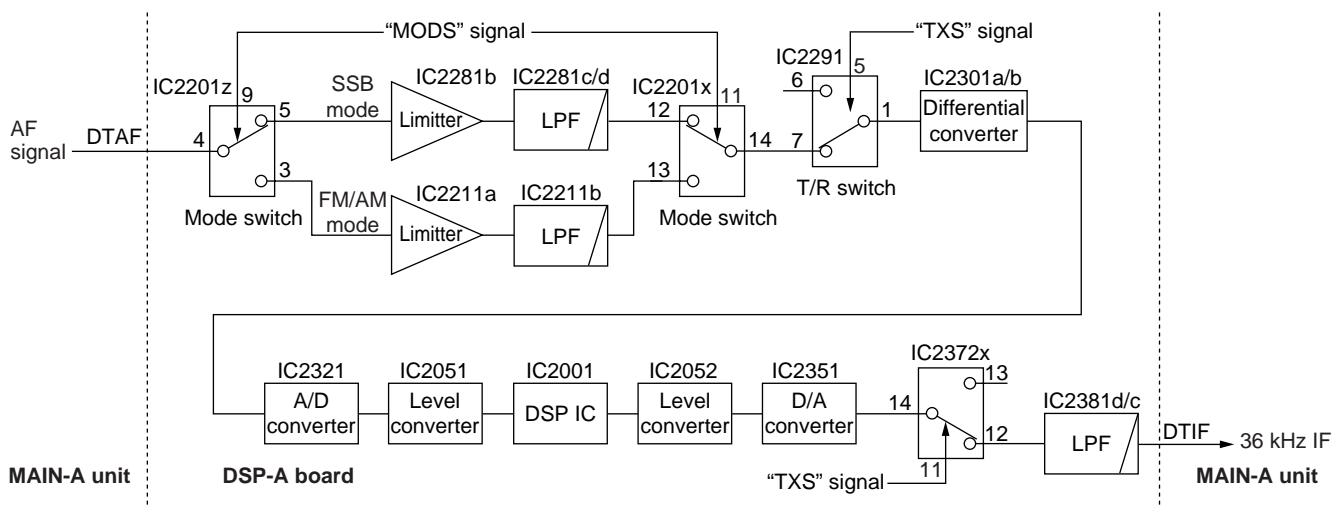 “MODS” signal
“TXS” signal
IC2201z
9
SSB
mode
IC2281b
Limitter
IC2281c/d
LPF
IC2201x
11
IC2291
5
6
IC2301a/b
Differential
converter
AF
signal
DTAF
4
5
3
12
13
14
7
1
T/R switch
Mode switch
FM/AM
mode
IC2211a
Limitter
IC2211b
LPF
Mode switch
IC2321
A/D
converter
IC2051
Level
converter
IC2001
DSP IC
IC2052
Level
converter
IC2351
D/A
converter
IC2372x
13
14
12
11
“TXS” signal
IC2381d/c
LPF
DTIF
36 kHz IF
MAIN-A unit
DSP-A board
MAIN-A unit